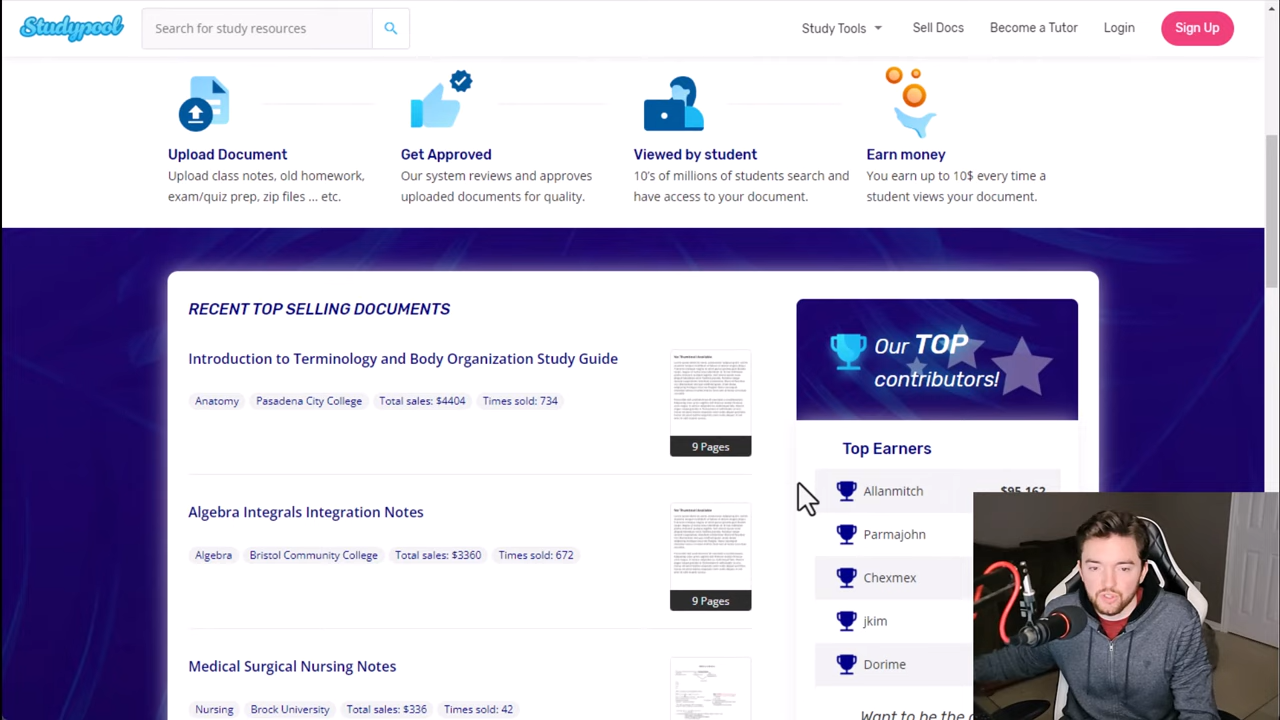 Studypool
Search for study resources
Study Tools
Sell Docs
Become a Tutor
Login
Sign Up
Upload Document
Upload class notes, old homework,
exam/quiz prep, zip files ... etc.
Get Approved
Our system reviews and approves
uploaded documents for quality.
Viewed by student
10's of millions of students search and
have access to your document.
Earn money
You earn up to 10$ every time a
student views your document.
RECENT TOP SELLING DOCUMENTS
Introduction to Terminology and Body Organization Study Guide
Anatomy
Pasadena City College
Total sales: $4404
Times sold: 734
9 Pages
Algebra Integrals Integration Notes
Algebra
Bristol Community College
Total Sales: $3360
Times sold: 672
9 Pages
Medical Surgical Nursing Notes
Nursing
Brock University
Total sales: $336
Times sold: 42
Our TOP
contributors!
Top Earners
Allanmitch
$95,162
Parmajohn
Chexmex
jkim
Dorime
to be the